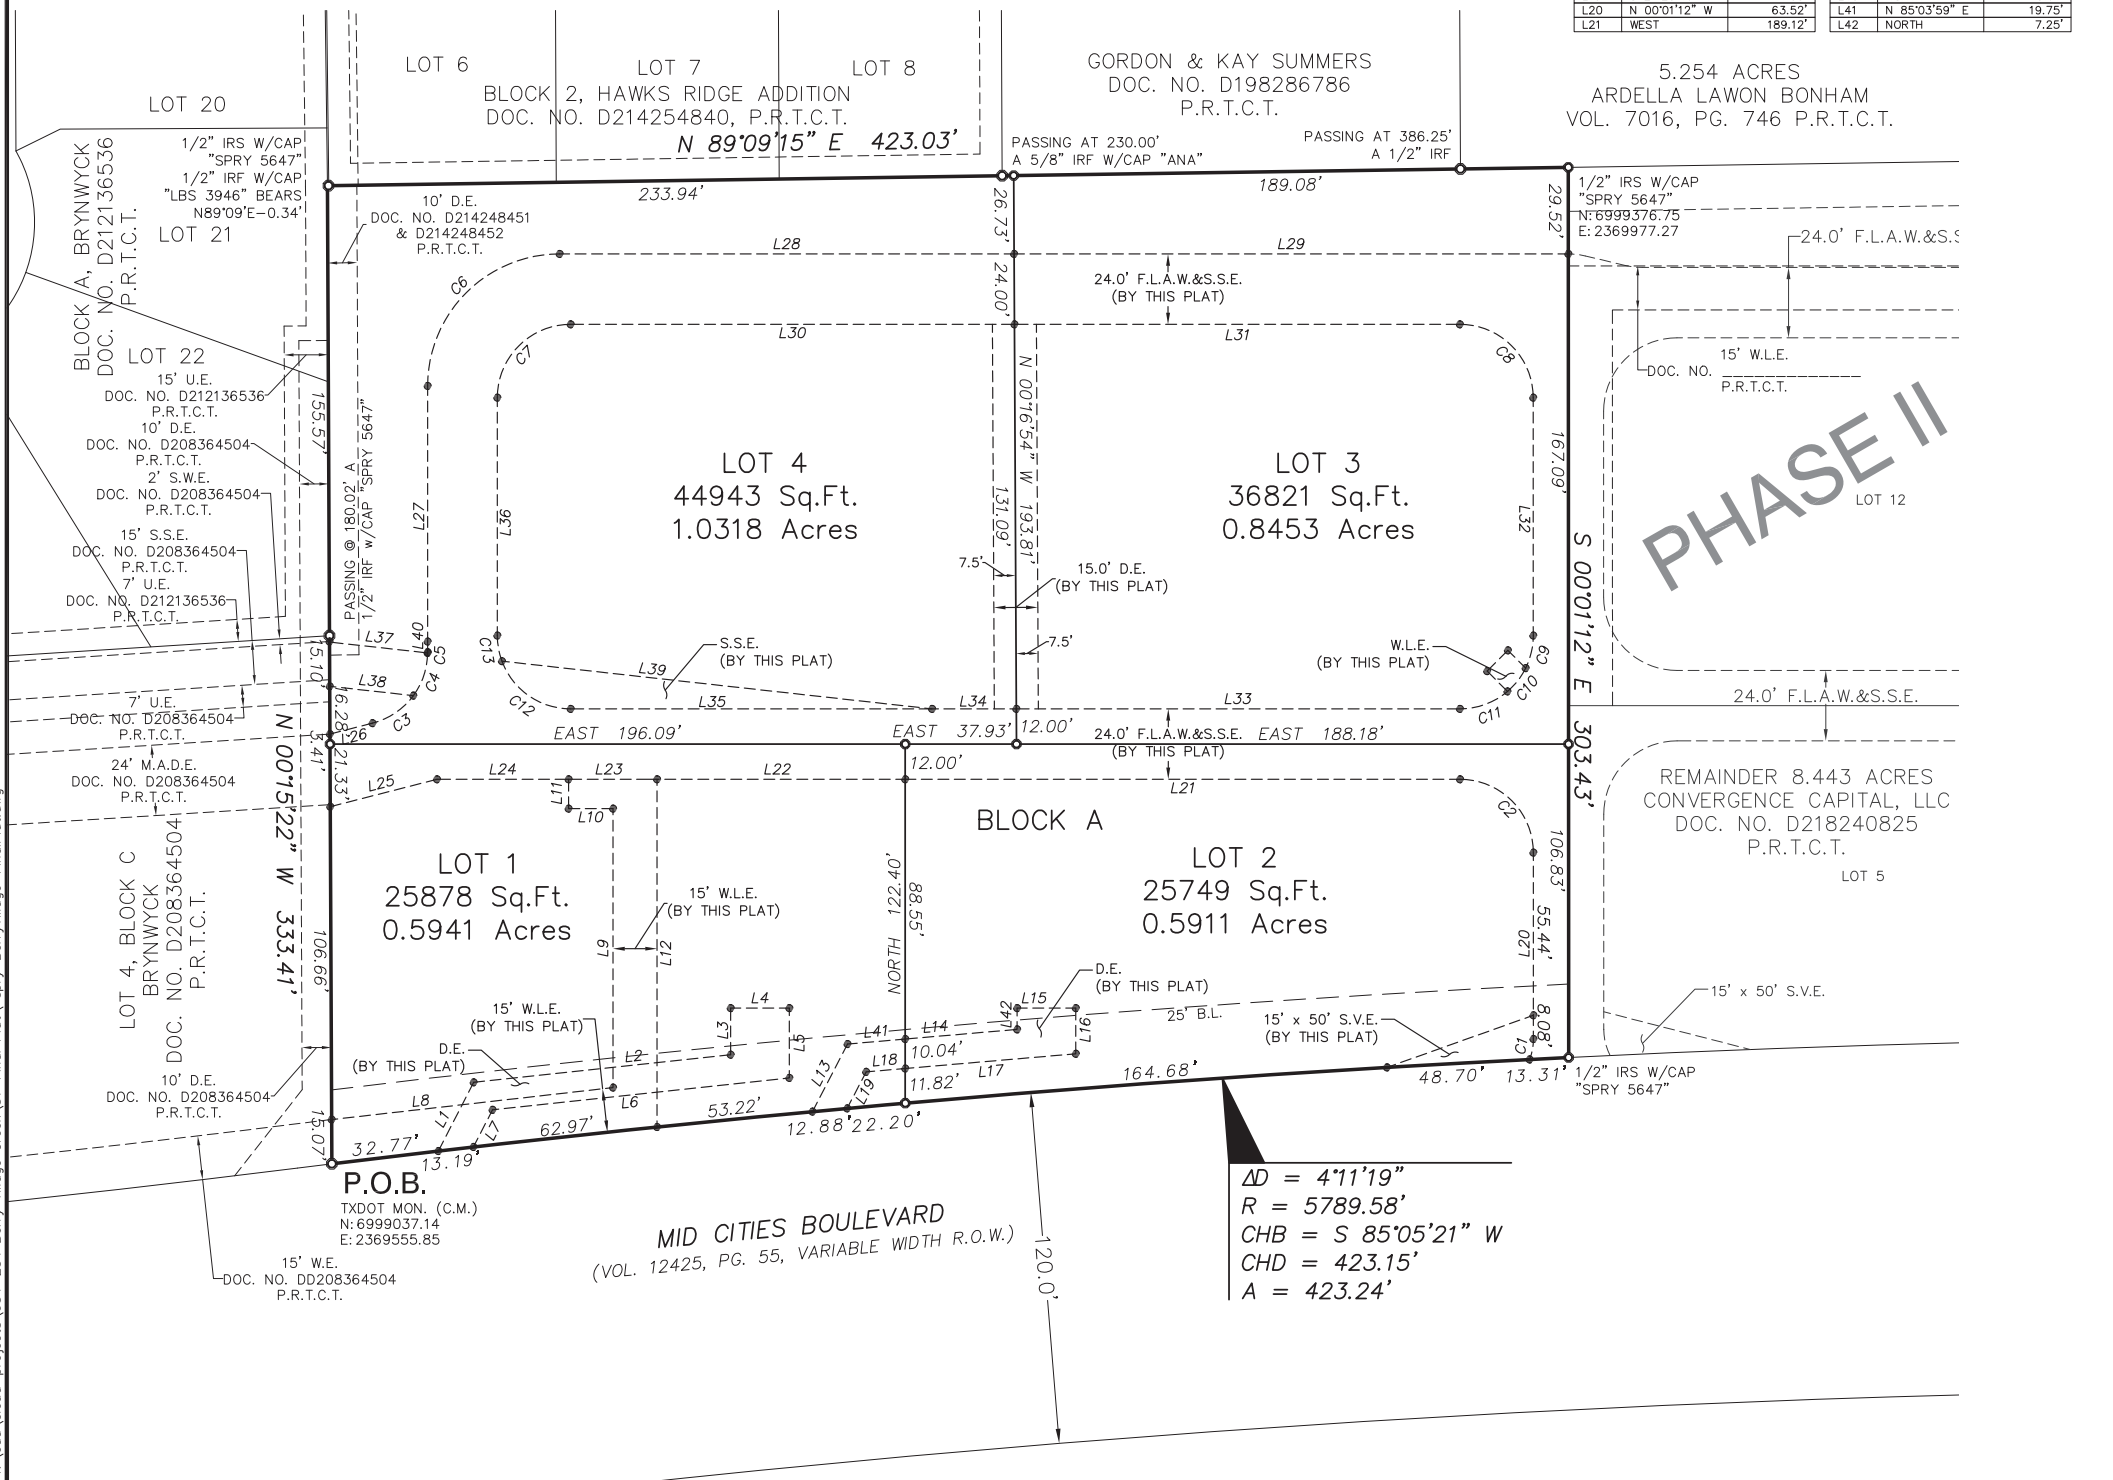 L20 N 00°01'12" W 63.52'
L21 WEST 189.12'
L41 N 85°03'59" E 19.75'
L42 NORTH 7.25'
LOT 6
LOT 7
LOT 8
BLOCK 2, HAWKS RIDGE ADDITION
DOC. NO. D214254840, P.R.T.C.T.
N 89°09'15" E 423.03'
GORDON & KAY SUMMERS
DOC. NO. D198286786
P.R.T.C.T.
5.254 ACRES
ARDELLA LAWON BONHAM
VOL. 7016, PG. 746 P.R.T.C.T.
PASSING AT 230.00'
A 5/8" IRF W/CAP "ANA"
PASSING AT 386.25'
A 1/2" IRF
LOT 20
1/2" IRS W/CAP
"SPRY 5647"
1/2" IRF W/CAP
"LBS 3946" BEARS
N89°09'E-0.34'
BLOCK A, BRYNWYCK
DOC. NO. D212136536
P.R.T.C.T.
LOT 21
LOT 22
233.94'
189.08'
26.73'
29.52'
1/2" IRS W/CAP
"SPRY 5647"
N: 6999376.75
E: 2369977.27
10' D.E.
DOC. NO. D214248451
& D214248452
P.R.T.C.T.
L28
L29
C6
24.00'
24.0' F.L.A.W.&S.S.E.
(BY THIS PLAT)
24.0' F.L.A.W.&S.S
L30
L31
C7
C8
15' W.L.E.
DOC. NO. ______________
P.R.T.C.T.
PHASE II
LOT 12
15' U.E.
DOC. NO. D212136536
P.R.T.C.T.
10' D.E.
DOC. NO. D208364504
P.R.T.C.T.
2' S.W.E.
DOC. NO. D208364504
P.R.T.C.T.
15' S.S.E.
DOC. NO. D208364504
P.R.T.C.T.
7' U.E.
DOC. NO. D212136536
P.R.T.C.T.
155.57'
PASSING @ 180.02' A
1/2" IRF w/CAP "SPRY 5647"
L27
L36
LOT 4
44943 Sq.Ft.
1.0318 Acres
N 00°16'54" W 193.81'
131.09'
LOT 3
36821 Sq.Ft.
0.8453 Acres
167.09'
L32
S 00°01'12" E 303.43'
7.5'
15.0' D.E.
(BY THIS PLAT)
7.5'
S.S.E.
(BY THIS PLAT)
W.L.E.
(BY THIS PLAT)
L37
L40
C5
C13
L39
C9
C10
C11
15.10'
L38
C4
C3
C12
L35
L34
L33
7' U.E.
DOC. NO. D208364504
P.R.T.C.T.
16.28'
3.41'
L26
EAST 196.09'
EAST 37.93'
12.00'
24.0' F.L.A.W.&S.S.E.
(BY THIS PLAT)
EAST 188.18'
24.0' F.L.A.W.&S.S.E.
24' M.A.D.E.
DOC. NO. D208364504
P.R.T.C.T.
21.33'
L25
L24
L23
L22
12.00'
L21
L11
L10
C2
BLOCK A
REMAINDER 8.443 ACRES
CONVERGENCE CAPITAL, LLC
DOC. NO. D218240825
P.R.T.C.T.
LOT 5
N 00°15'22" W 333.41'
LOT 4, BLOCK C
BRYNWYCK
DOC. NO. D208364504
P.R.T.C.T.
LOT 1
25878 Sq.Ft.
0.5941 Acres
15' W.L.E.
(BY THIS PLAT)
L9
L12
NORTH 122.40'
88.55'
LOT 2
25749 Sq.Ft.
0.5911 Acres
106.83'
55.44'
L20
106.66'
15' W.L.E.
(BY THIS PLAT)
D.E.
(BY THIS PLAT)
L4
L3
L5
L2
L41
L14
L42
L15
L16
D.E.
(BY THIS PLAT)
25' B.L.
15' x 50' S.V.E.
(BY THIS PLAT)
8.08'
C1
15' x 50' S.V.E.
10' D.E.
DOC. NO. D208364504
P.R.T.C.T.
L8
L1
L7
L6
L13
L18
L19
10.04'
11.82'
L17
164.68'
48.70'
13.31'
1/2" IRS W/CAP
"SPRY 5647"
15.07'
32.77'
13.19'
62.97'
53.22'
12.88'
22.20'
P.O.B.
TXDOT MON. (C.M.)
N: 6999037.14
E: 2369555.85
15' W.E.
DOC. NO. DD208364504
P.R.T.C.T.
MID CITIES BOULEVARD
(VOL. 12425, PG. 55, VARIABLE WIDTH R.O.W.)
120.0'
ΔD = 4°11'19"
R = 5789.58'
CHB = S 85°05'21" W
CHD = 423.15'
A = 423.24'